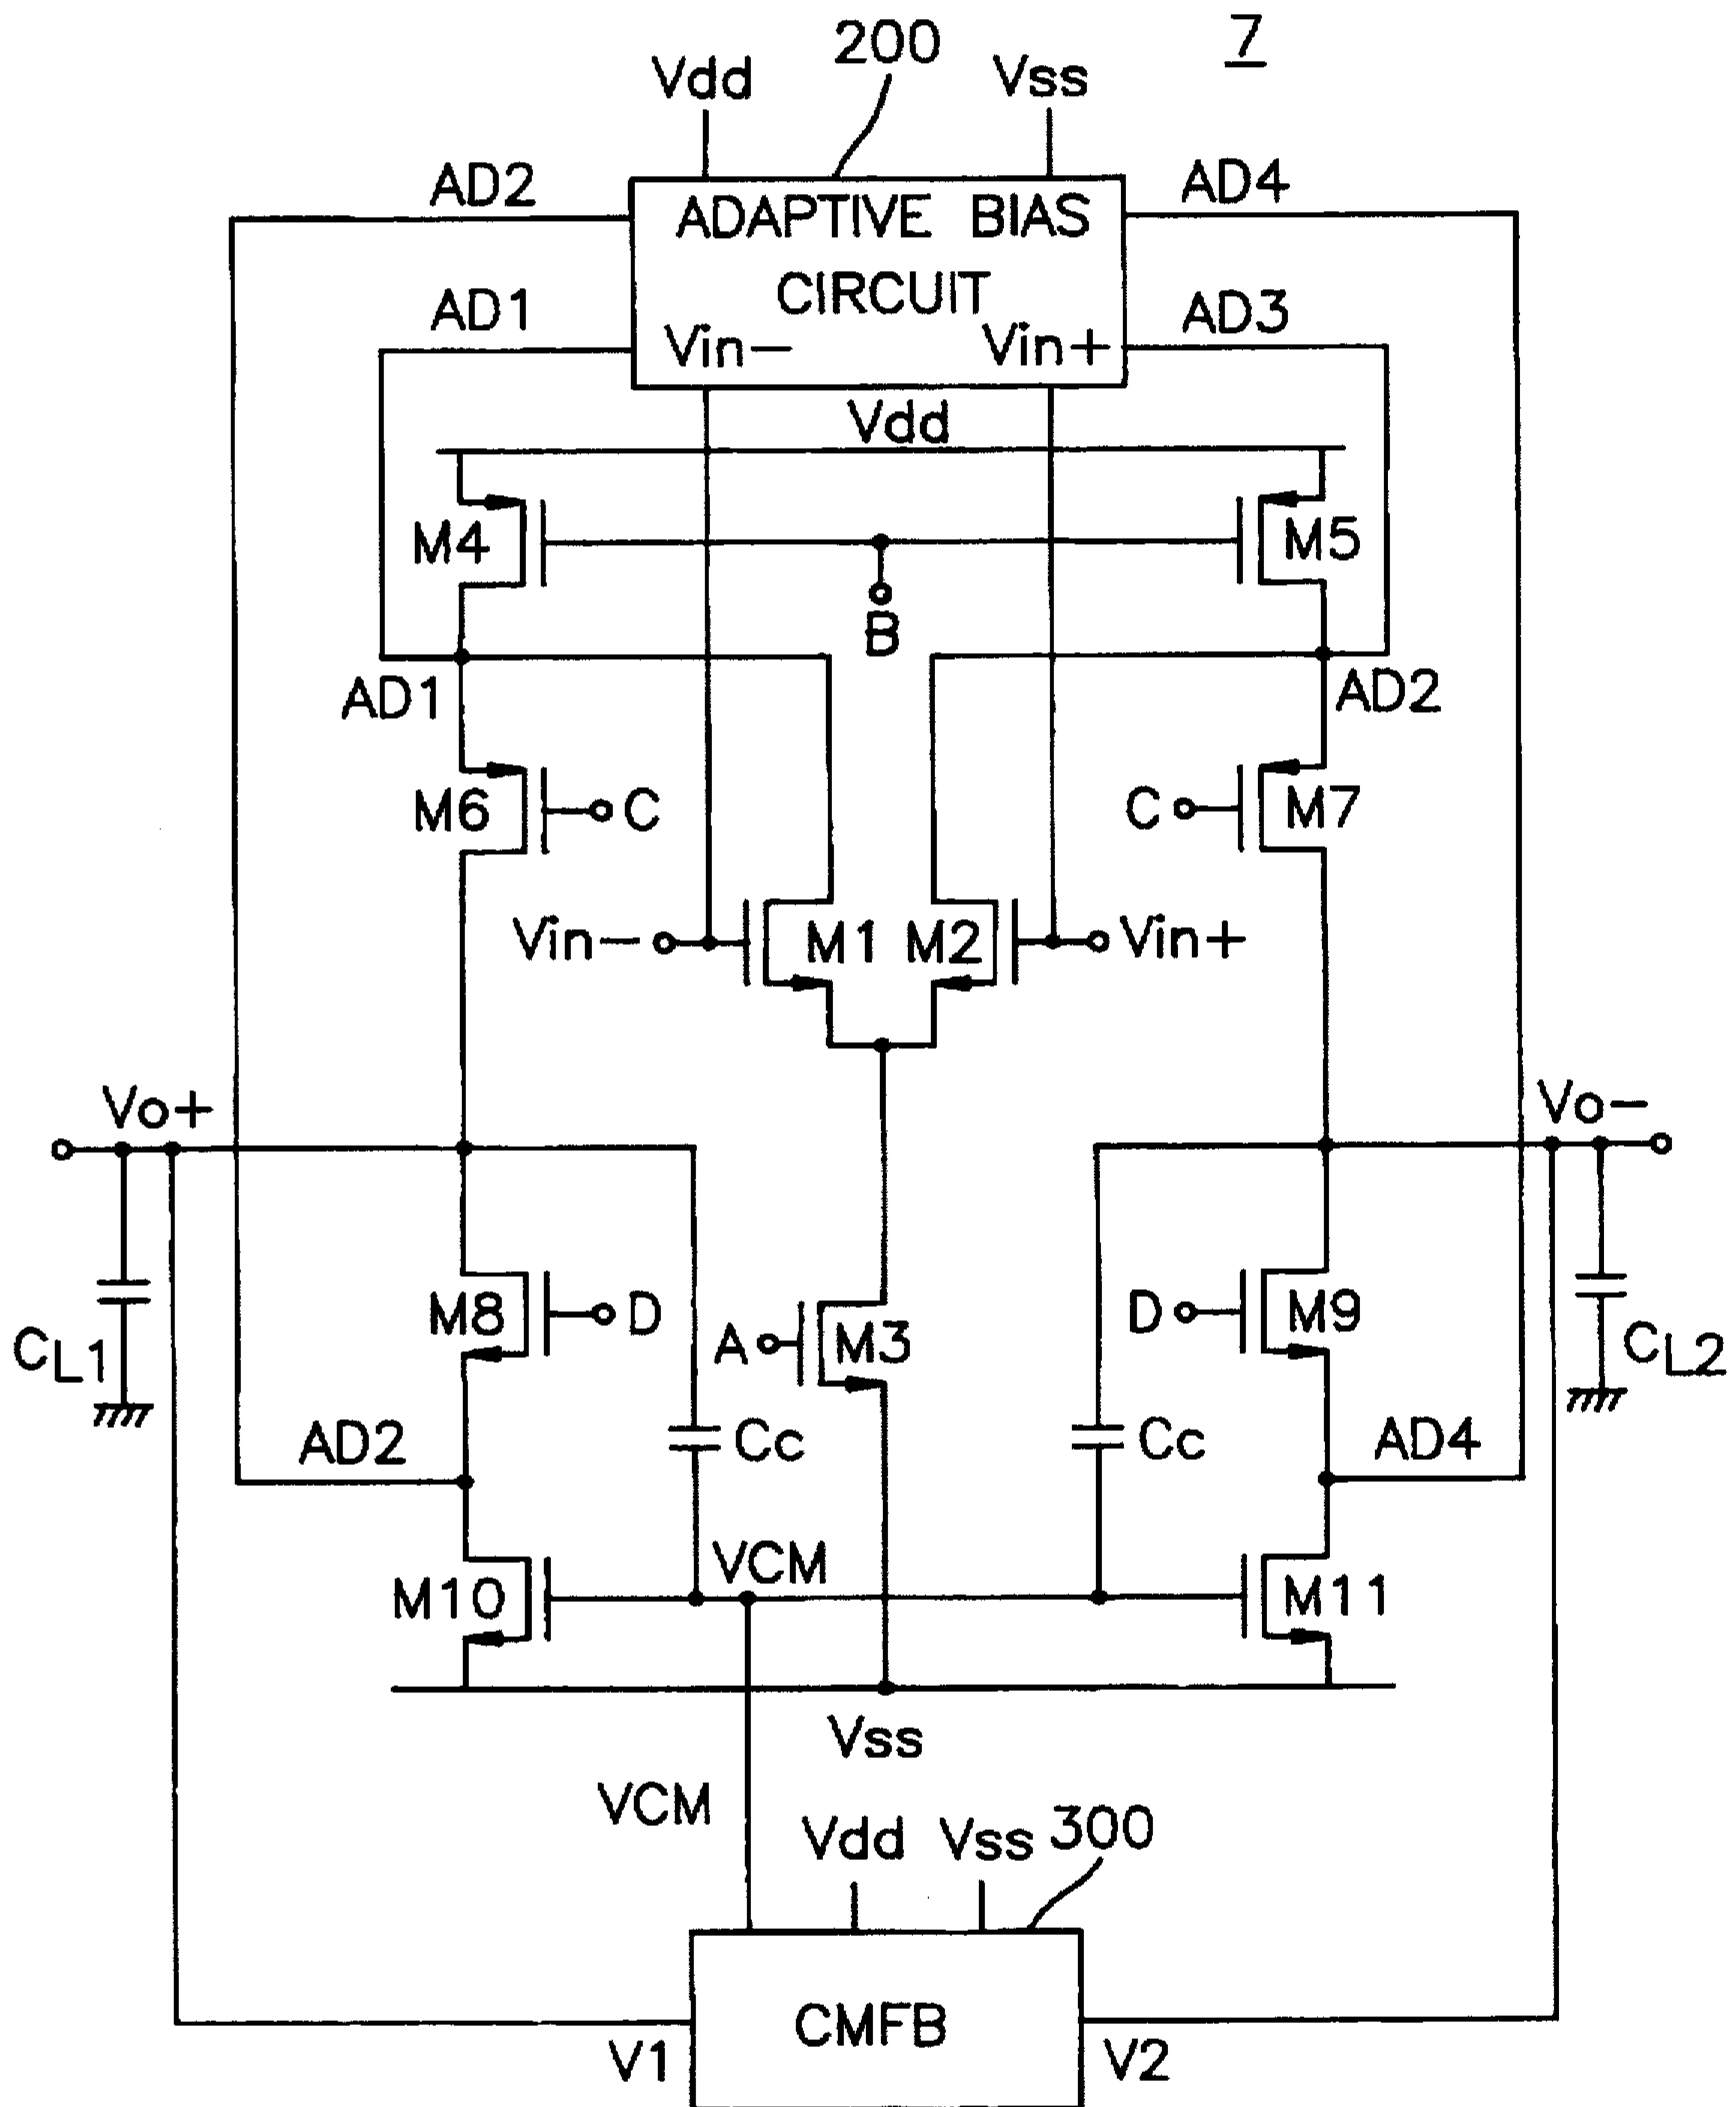 200
7
Vdd
Vss
AD2
AD4
ADAPTIVE BIAS
CIRCUIT
AD1
AD3
Vin-
Vin+
Vdd
M4
M5
B
AD1
AD2
M6
C
C
M7
Vin-
M1
M2
Vin+
Vo+
Vo-
M8
D
A
M3
D
M9
CL1
CL2
AD2
Cc
Cc
AD4
VCM
M10
M11
Vss
VCM
Vdd
Vss
300
CMFB
V1
V2